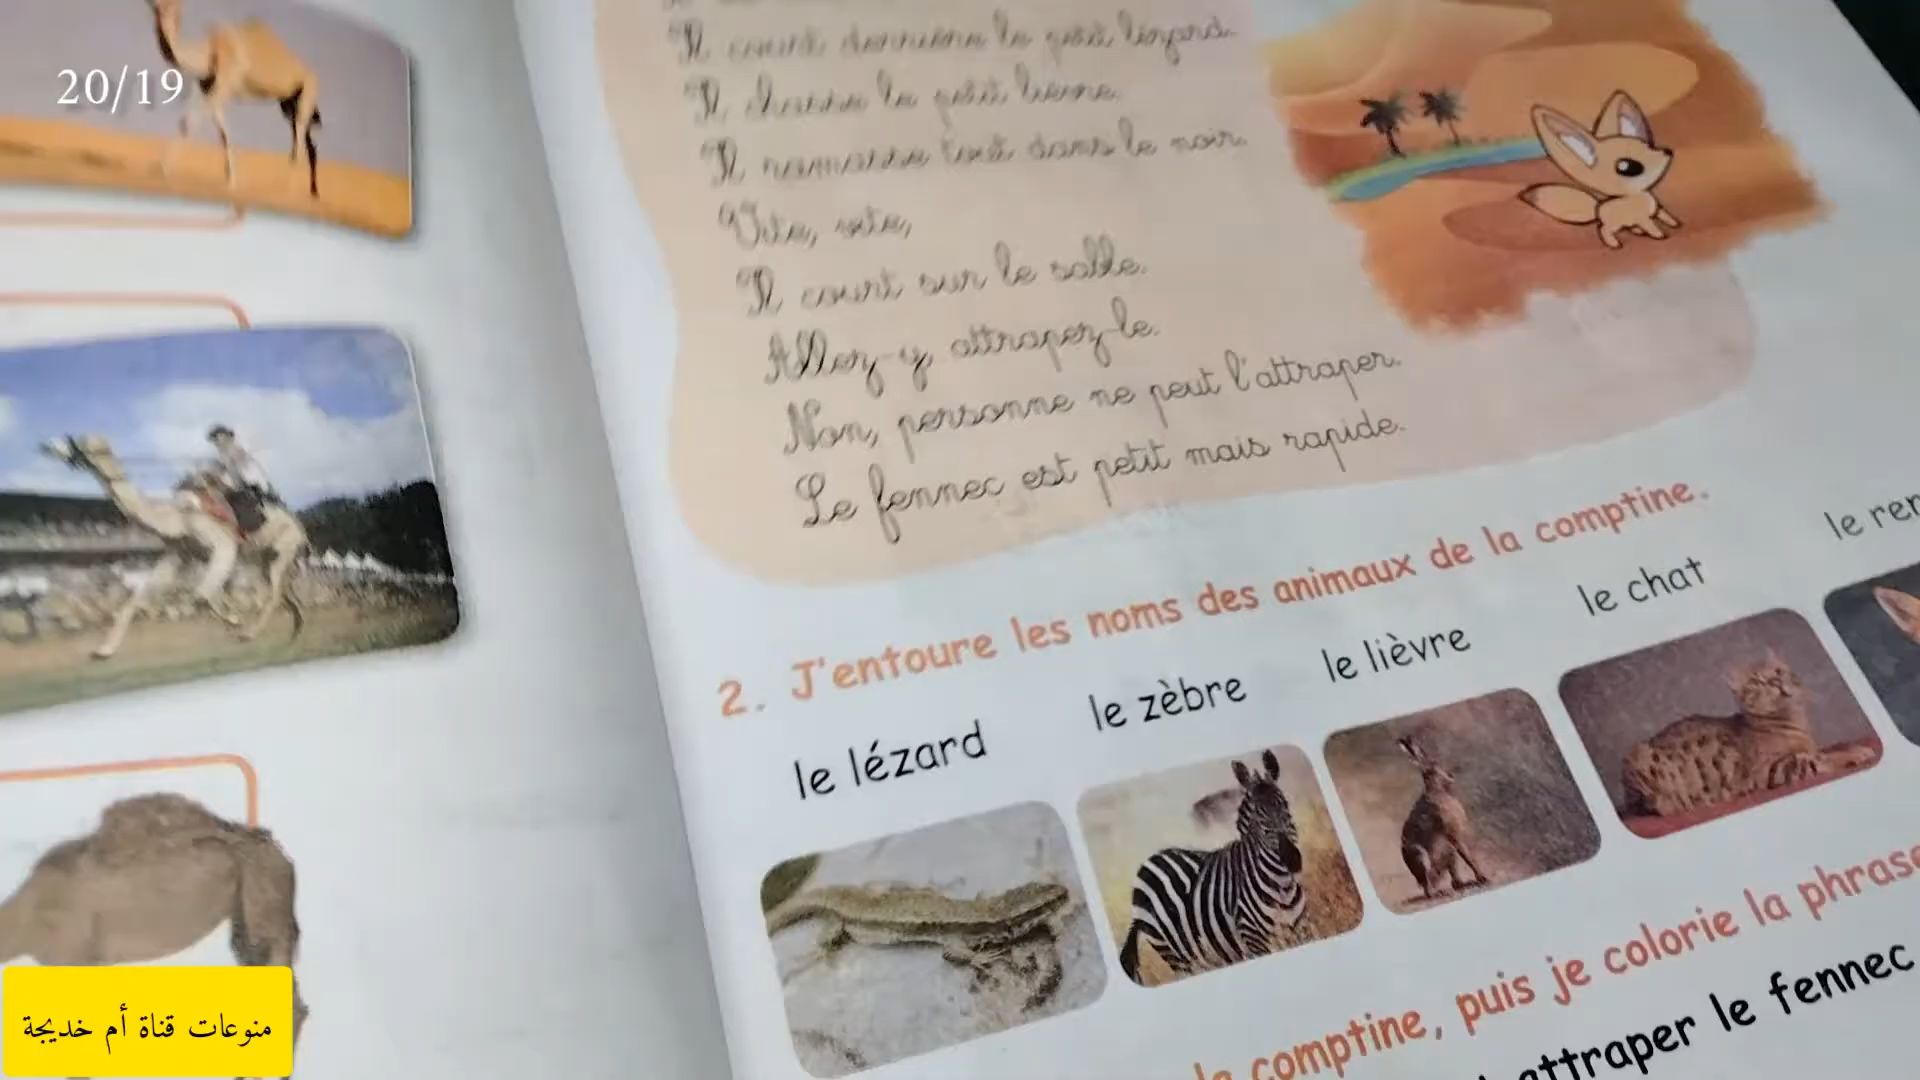 20/19
Il court derrière le petit lézard.
Il chasse le petit lièvre.
Il ramasse tout dans le noir.
Vite, vite,
Il court sur le sable.
Allez-y, attrapez-le.
Non, personne ne peut l'attraper.
Le fennec est petit mais rapide.
2. J'entoure les noms des animaux de la comptine.
le lézard le zèbre le lièvre le chat le
comptine, puis je colorie la phrase
attraper le fennec
منوعات قناة أم خديجة